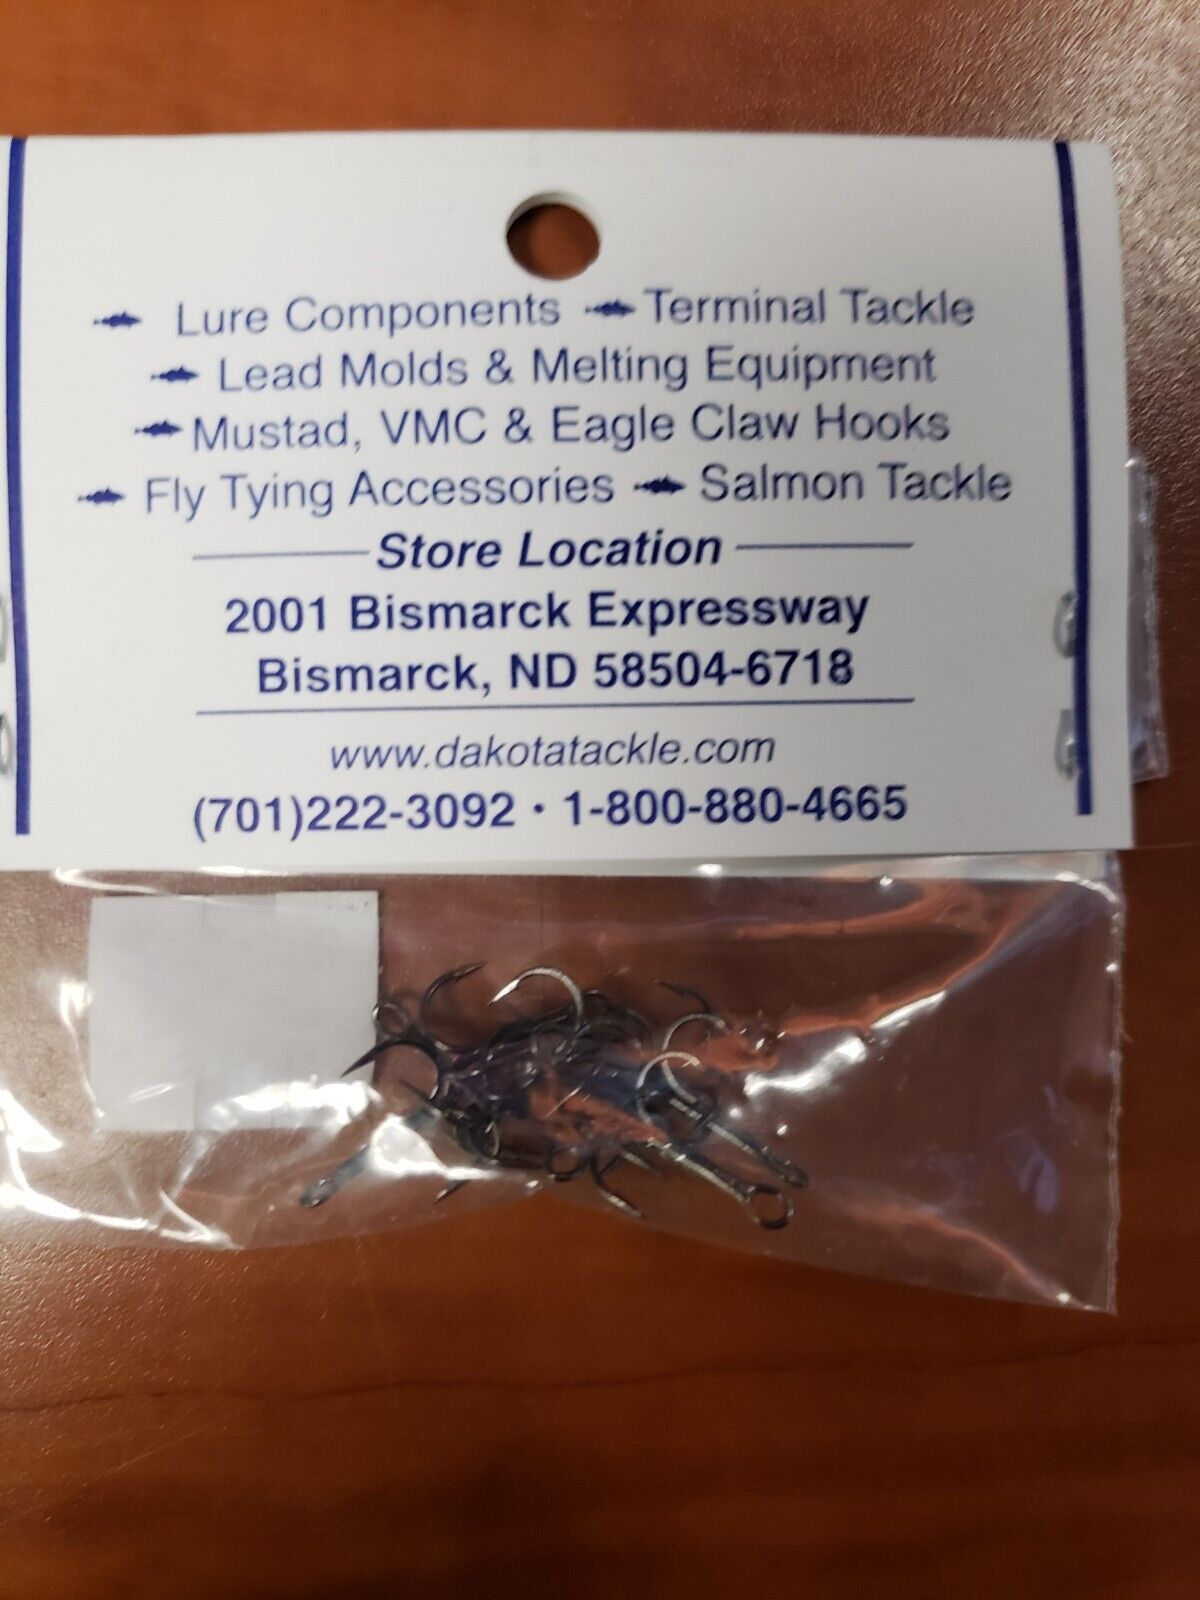 Lure Components Terminal Tackle
Lead Molds & Melting Equipment
Mustad, VMC & Eagle Claw Hooks
Fly Tying Accessories Salmon Tackle
Store Location
2001 Bismarck Expressway
Bismarck, ND 58504-6718
www.dakotatackle.com
(701)222-3092 • 1-800-880-4665